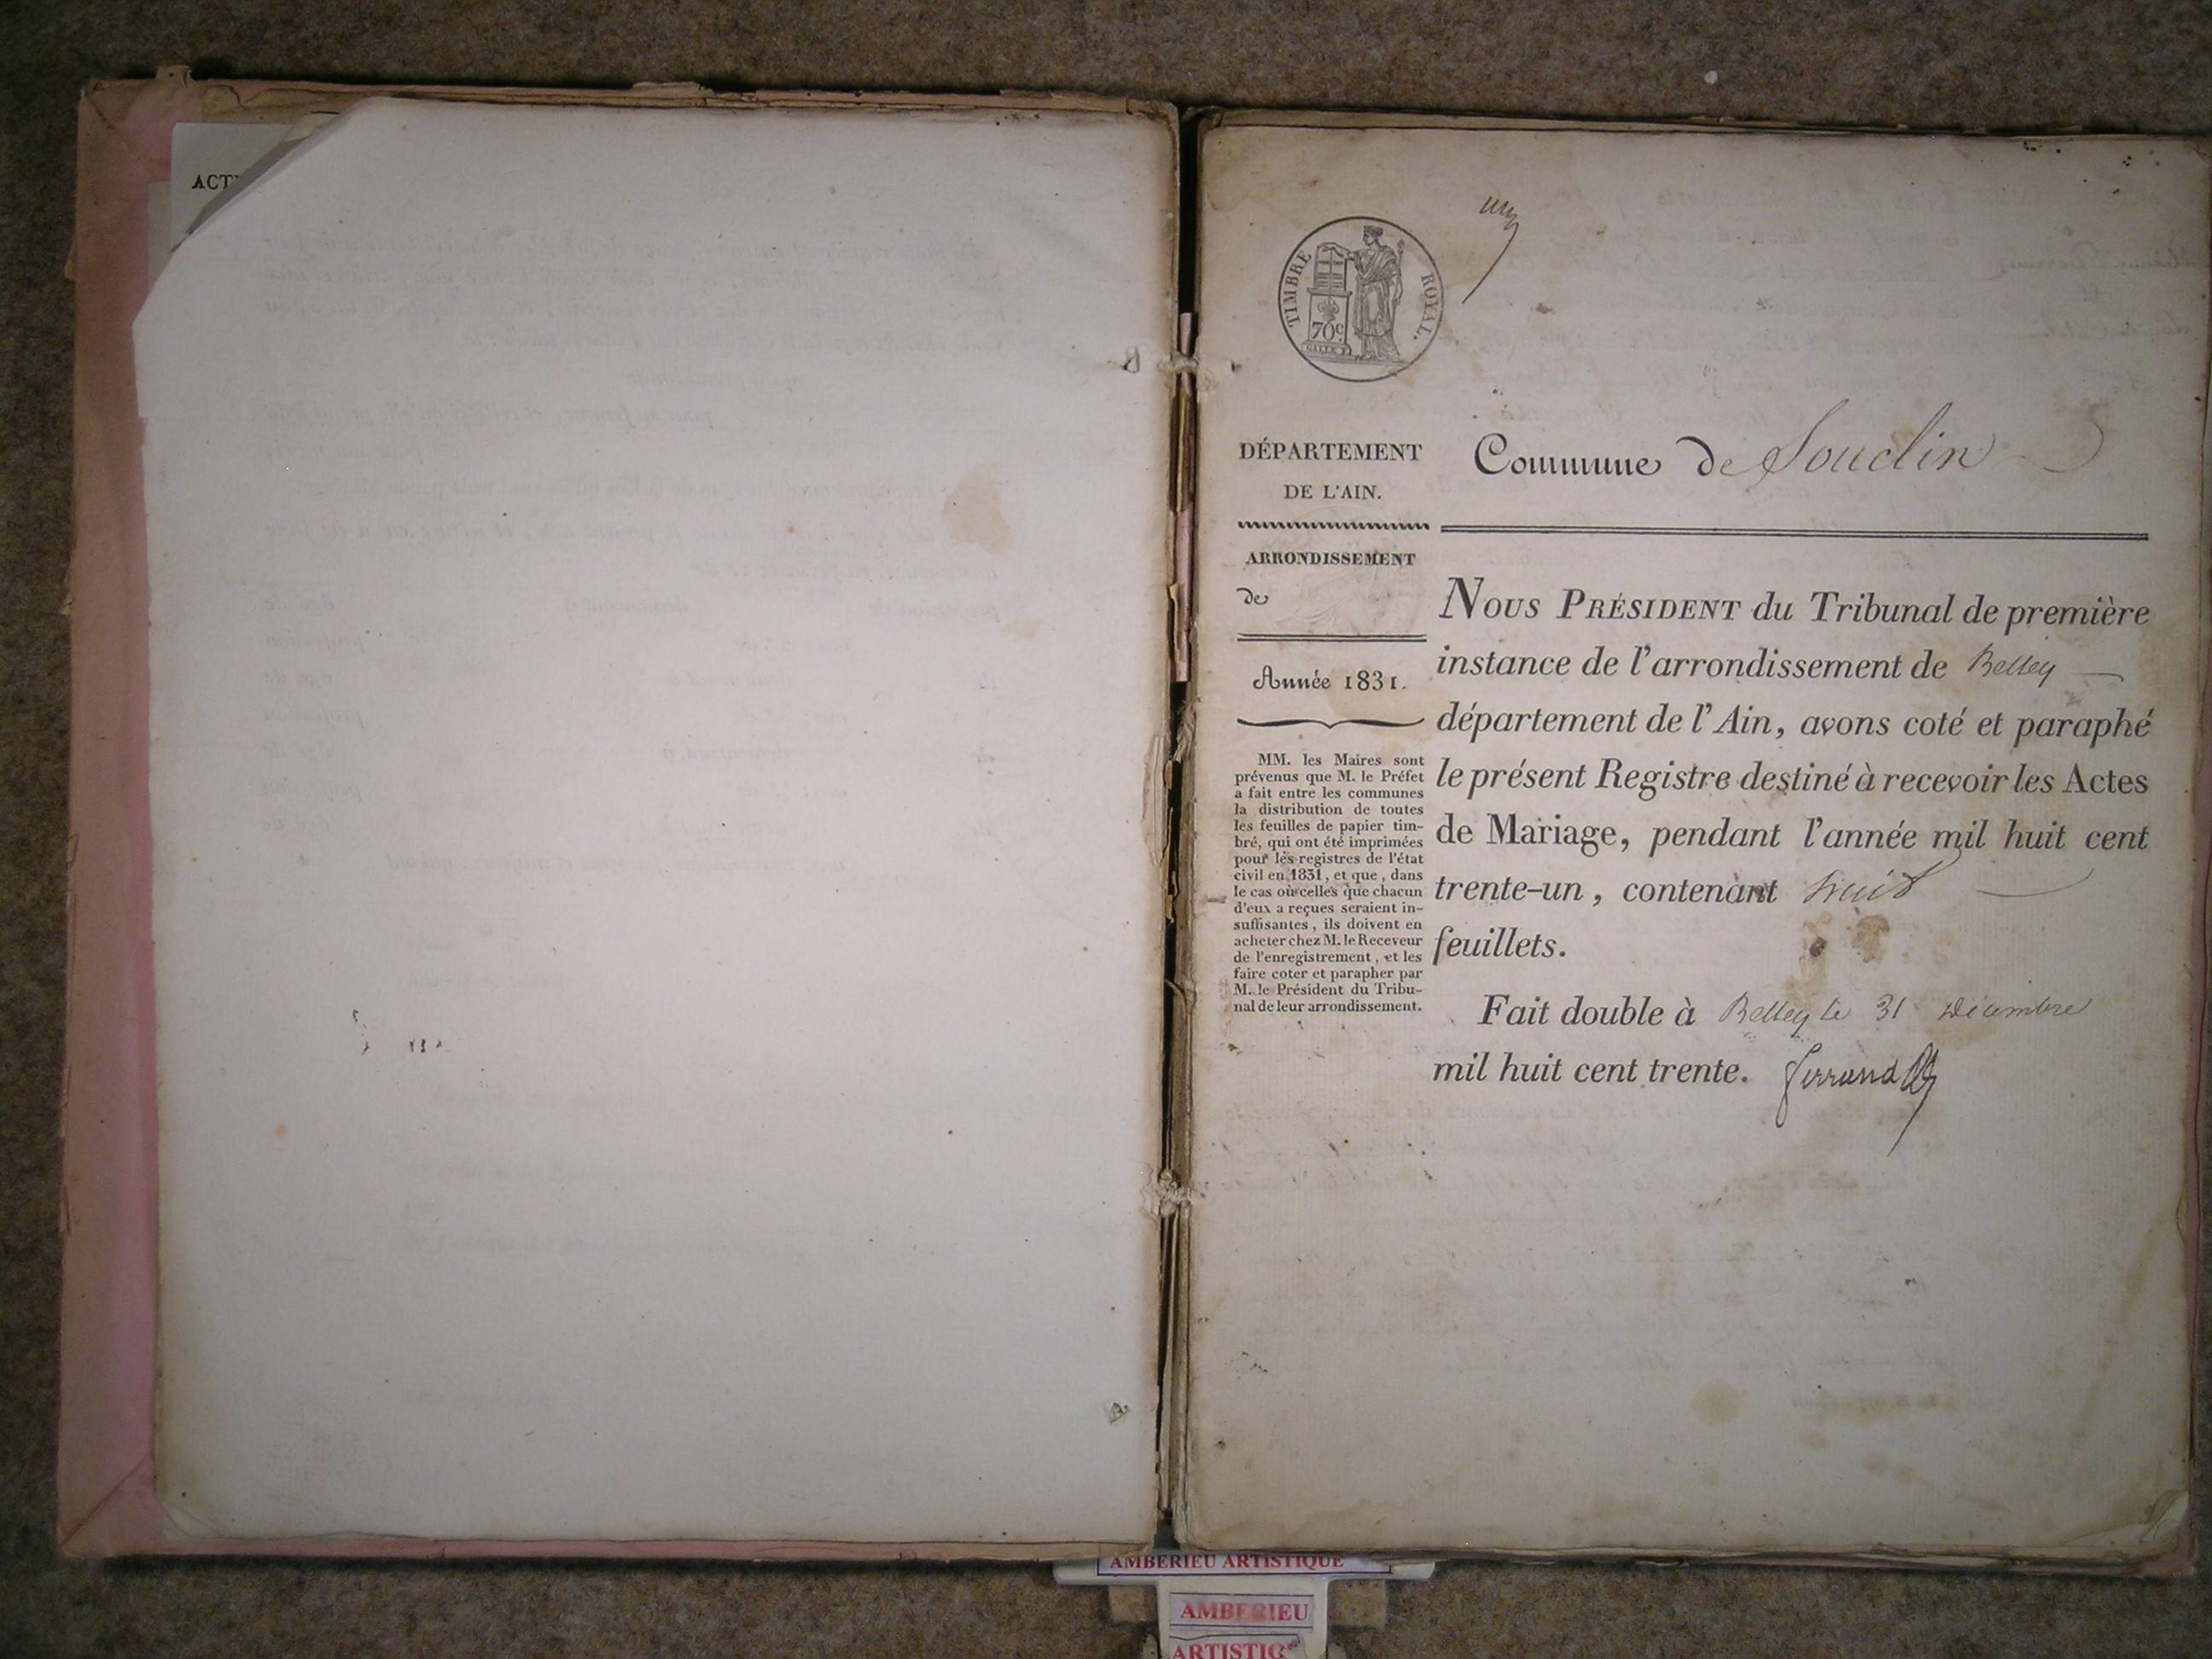 ACT
un
TIMBRE ROYAL.
70c
DÉPARTEMENT
DE L'AIN.
Commune de Souclin
ARRONDISSEMENT
de
Année 1831.
MM. les Maires sont
prévenus que M. le Préfet
a fait entre les communes
la distribution de toutes
les feuilles de papier tim-
bré, qui ont été imprimées
pour les registres de l'état
civil en 1831, et que, dans
le cas où celles que chacun
d'eux a reçues seraient in-
suffisantes, ils doivent en
acheter chez M. le Receveur
de l'enregistrement, et les
faire coter et parapher par
M. le Président du Tribu-
nal de leur arrondissement.
NOUS PRÉSIDENT du Tribunal de première
instance de l'arrondissement de Belley
département de l'Ain, avons coté et paraphé
le présent Registre destiné à recevoir les Actes
de Mariage, pendant l'année mil huit cent
trente-un, contenant huit
feuillets.
Fait double à Belley le 31 décembre
mil huit cent trente. Ferrand
AMBERIEU ARTISTIQUE
AMBERIEU
ARTISTIQ